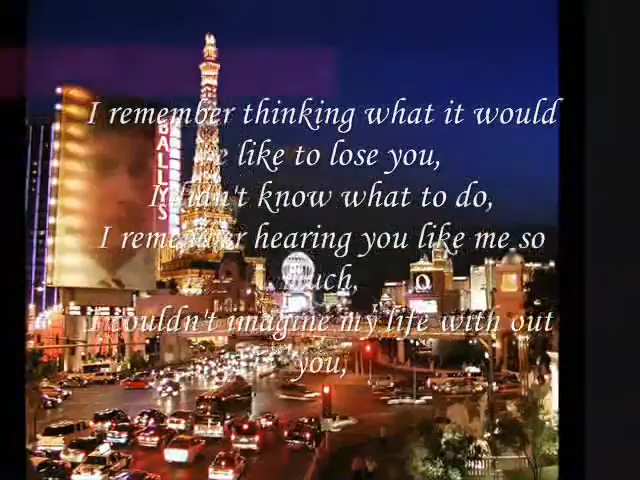 I remember thinking what it would
be like to lose you,
I didn't know what to do,
I remember hearing you like me so
much,
I couldn't imagine my life with out
you,
BALLYS